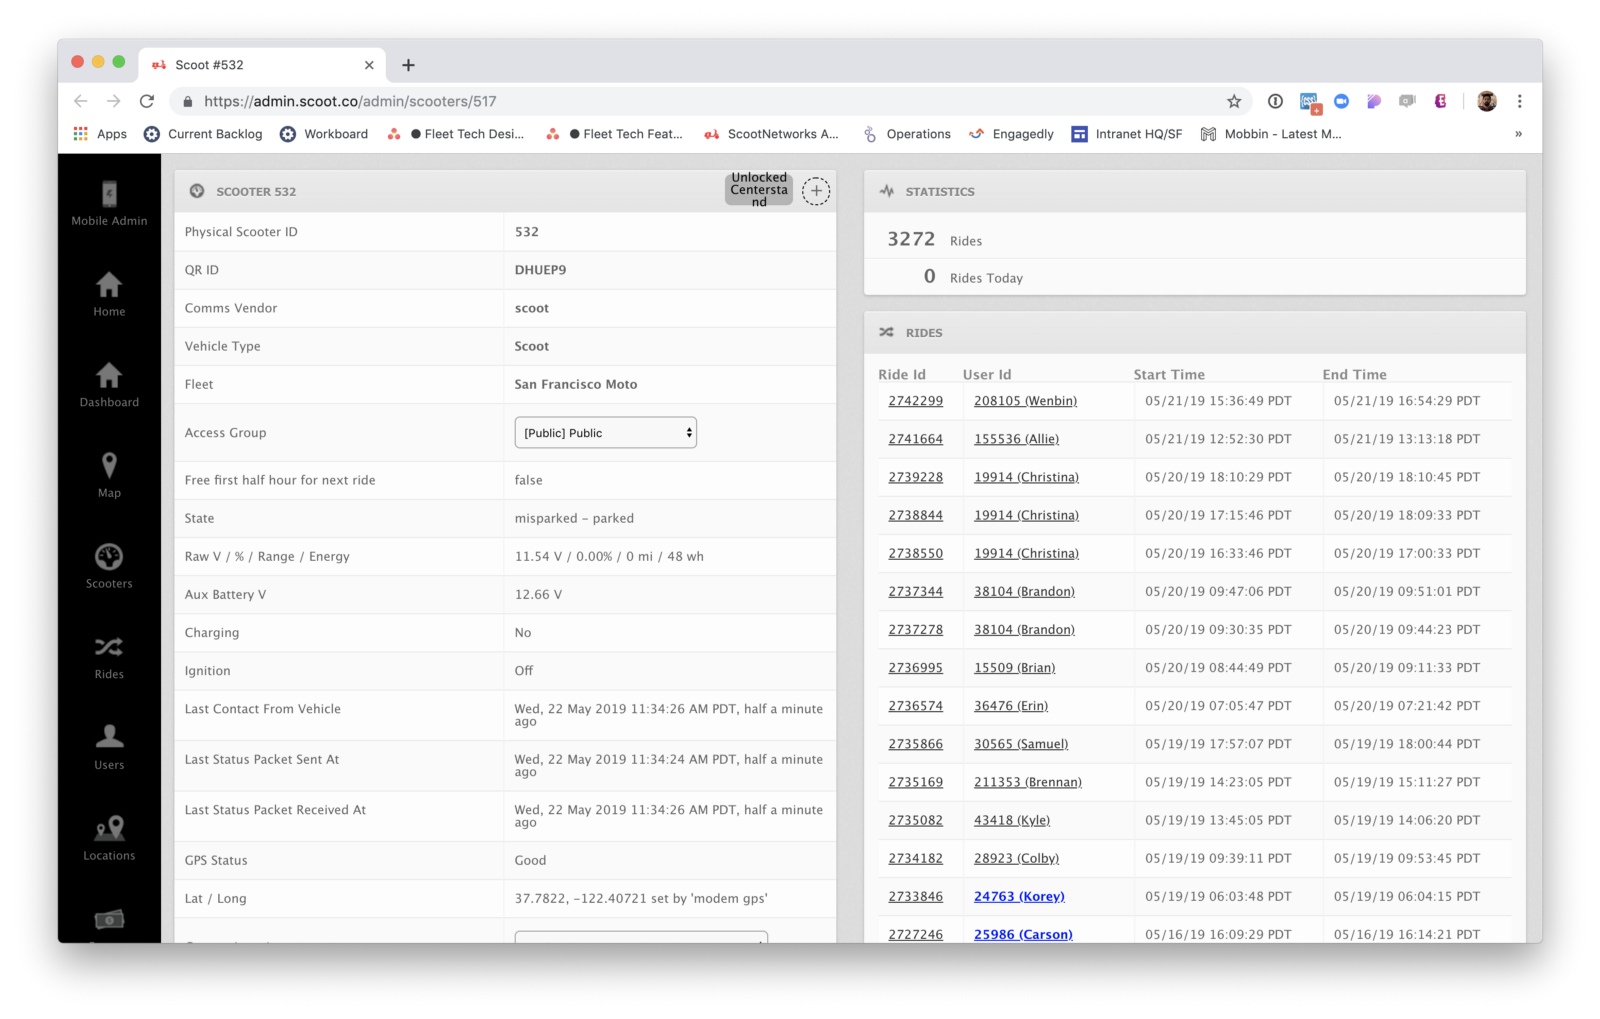 Scoot #532
https://admin.scoot.co/admin/scooters/517
Apps Current Backlog Workboard Fleet Tech Desi... Fleet Tech Feat... ScootNetworks A... Operations Engagedly Intranet HQ/SF Mobbin - Latest M... »
Mobile Admin
Home
Dashboard
Map
Scooters
Rides
Users
Locations
SCOOTER 532
Unlocked
Centersta
nd
Physical Scooter ID 532
QR ID DHUEP9
Comms Vendor scoot
Vehicle Type Scoot
Fleet San Francisco Moto
Access Group [Public] Public
Free first half hour for next ride false
State misparked - parked
Raw V / % / Range / Energy 11.54 V / 0.00% / 0 mi / 48 wh
Aux Battery V 12.66 V
Charging No
Ignition Off
Last Contact From Vehicle Wed, 22 May 2019 11:34:26 AM PDT, half a minute
ago
Last Status Packet Sent At Wed, 22 May 2019 11:34:24 AM PDT, half a minute
ago
Last Status Packet Received At Wed, 22 May 2019 11:34:26 AM PDT, half a minute
ago
GPS Status Good
Lat / Long 37.7822, -122.40721 set by 'modem gps'
STATISTICS
3272 Rides
0 Rides Today
RIDES
Ride Id User Id Start Time End Time
2742299 208105 (Wenbin) 05/21/19 15:36:49 PDT 05/21/19 16:54:29 PDT
2741664 155536 (Allie) 05/21/19 12:52:30 PDT 05/21/19 13:13:18 PDT
2739228 19914 (Christina) 05/20/19 18:10:29 PDT 05/20/19 18:10:45 PDT
2738844 19914 (Christina) 05/20/19 17:15:46 PDT 05/20/19 18:09:33 PDT
2738550 19914 (Christina) 05/20/19 16:33:46 PDT 05/20/19 17:00:33 PDT
2737344 38104 (Brandon) 05/20/19 09:47:06 PDT 05/20/19 09:51:01 PDT
2737278 38104 (Brandon) 05/20/19 09:30:35 PDT 05/20/19 09:44:23 PDT
2736995 15509 (Brian) 05/20/19 08:44:49 PDT 05/20/19 09:11:33 PDT
2736574 36476 (Erin) 05/20/19 07:05:47 PDT 05/20/19 07:21:42 PDT
2735866 30565 (Samuel) 05/19/19 17:57:07 PDT 05/19/19 18:00:44 PDT
2735169 211353 (Brennan) 05/19/19 14:23:05 PDT 05/19/19 15:11:27 PDT
2735082 43418 (Kyle) 05/19/19 13:45:05 PDT 05/19/19 14:06:20 PDT
2734182 28923 (Colby) 05/19/19 09:39:11 PDT 05/19/19 09:53:45 PDT
2733846 24763 (Korey) 05/19/19 06:03:48 PDT 05/19/19 06:04:15 PDT
2727246 25986 (Carson) 05/16/19 16:09:29 PDT 05/16/19 16:14:21 PDT